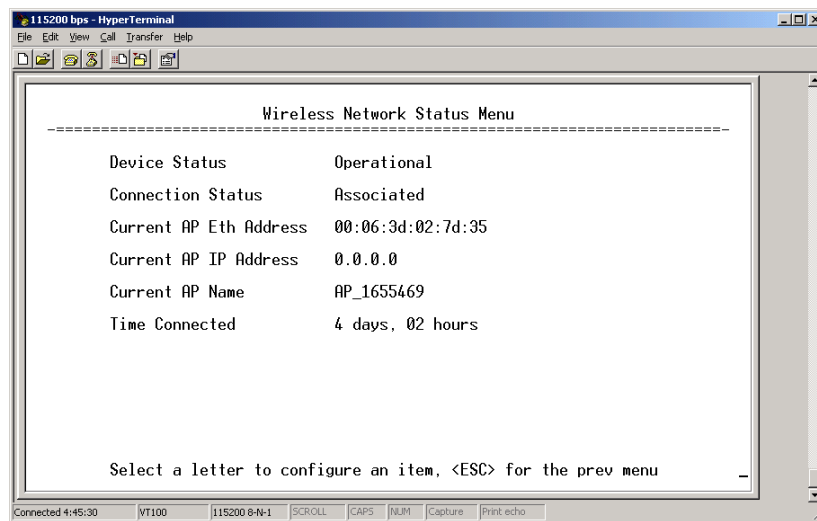 115200 bps - HyperTerminal
File Edit View Call Transfer Help
Wireless Network Status Menu
-==========================================================================-
Device Status Operational
Connection Status Associated
Current AP Eth Address 00:06:3d:02:7d:35
Current AP IP Address 0.0.0.0
Current AP Name AP_1655469
Time Connected 4 days, 02 hours
Select a letter to configure an item, <ESC> for the prev menu _
Connected 4:45:30 VT100 115200 8-N-1 SCROLL CAPS NUM Capture Print echo